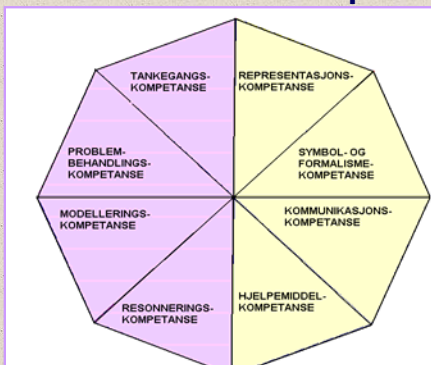 TANKEGANGS-
KOMPETANSE
REPRESENTASJONS-
KOMPETANSE
PROBLEM-
BEHANDLINGS-
KOMPETANSE
SYMBOL- OG
FORMALISME-
KOMPETANSE
MODELLERINGS-
KOMPETANSE
KOMMUNIKASJONS-
KOMPETANSE
RESONNERINGS-
KOMPETANSE
HJELPEMIDDEL-
KOMPETANSE